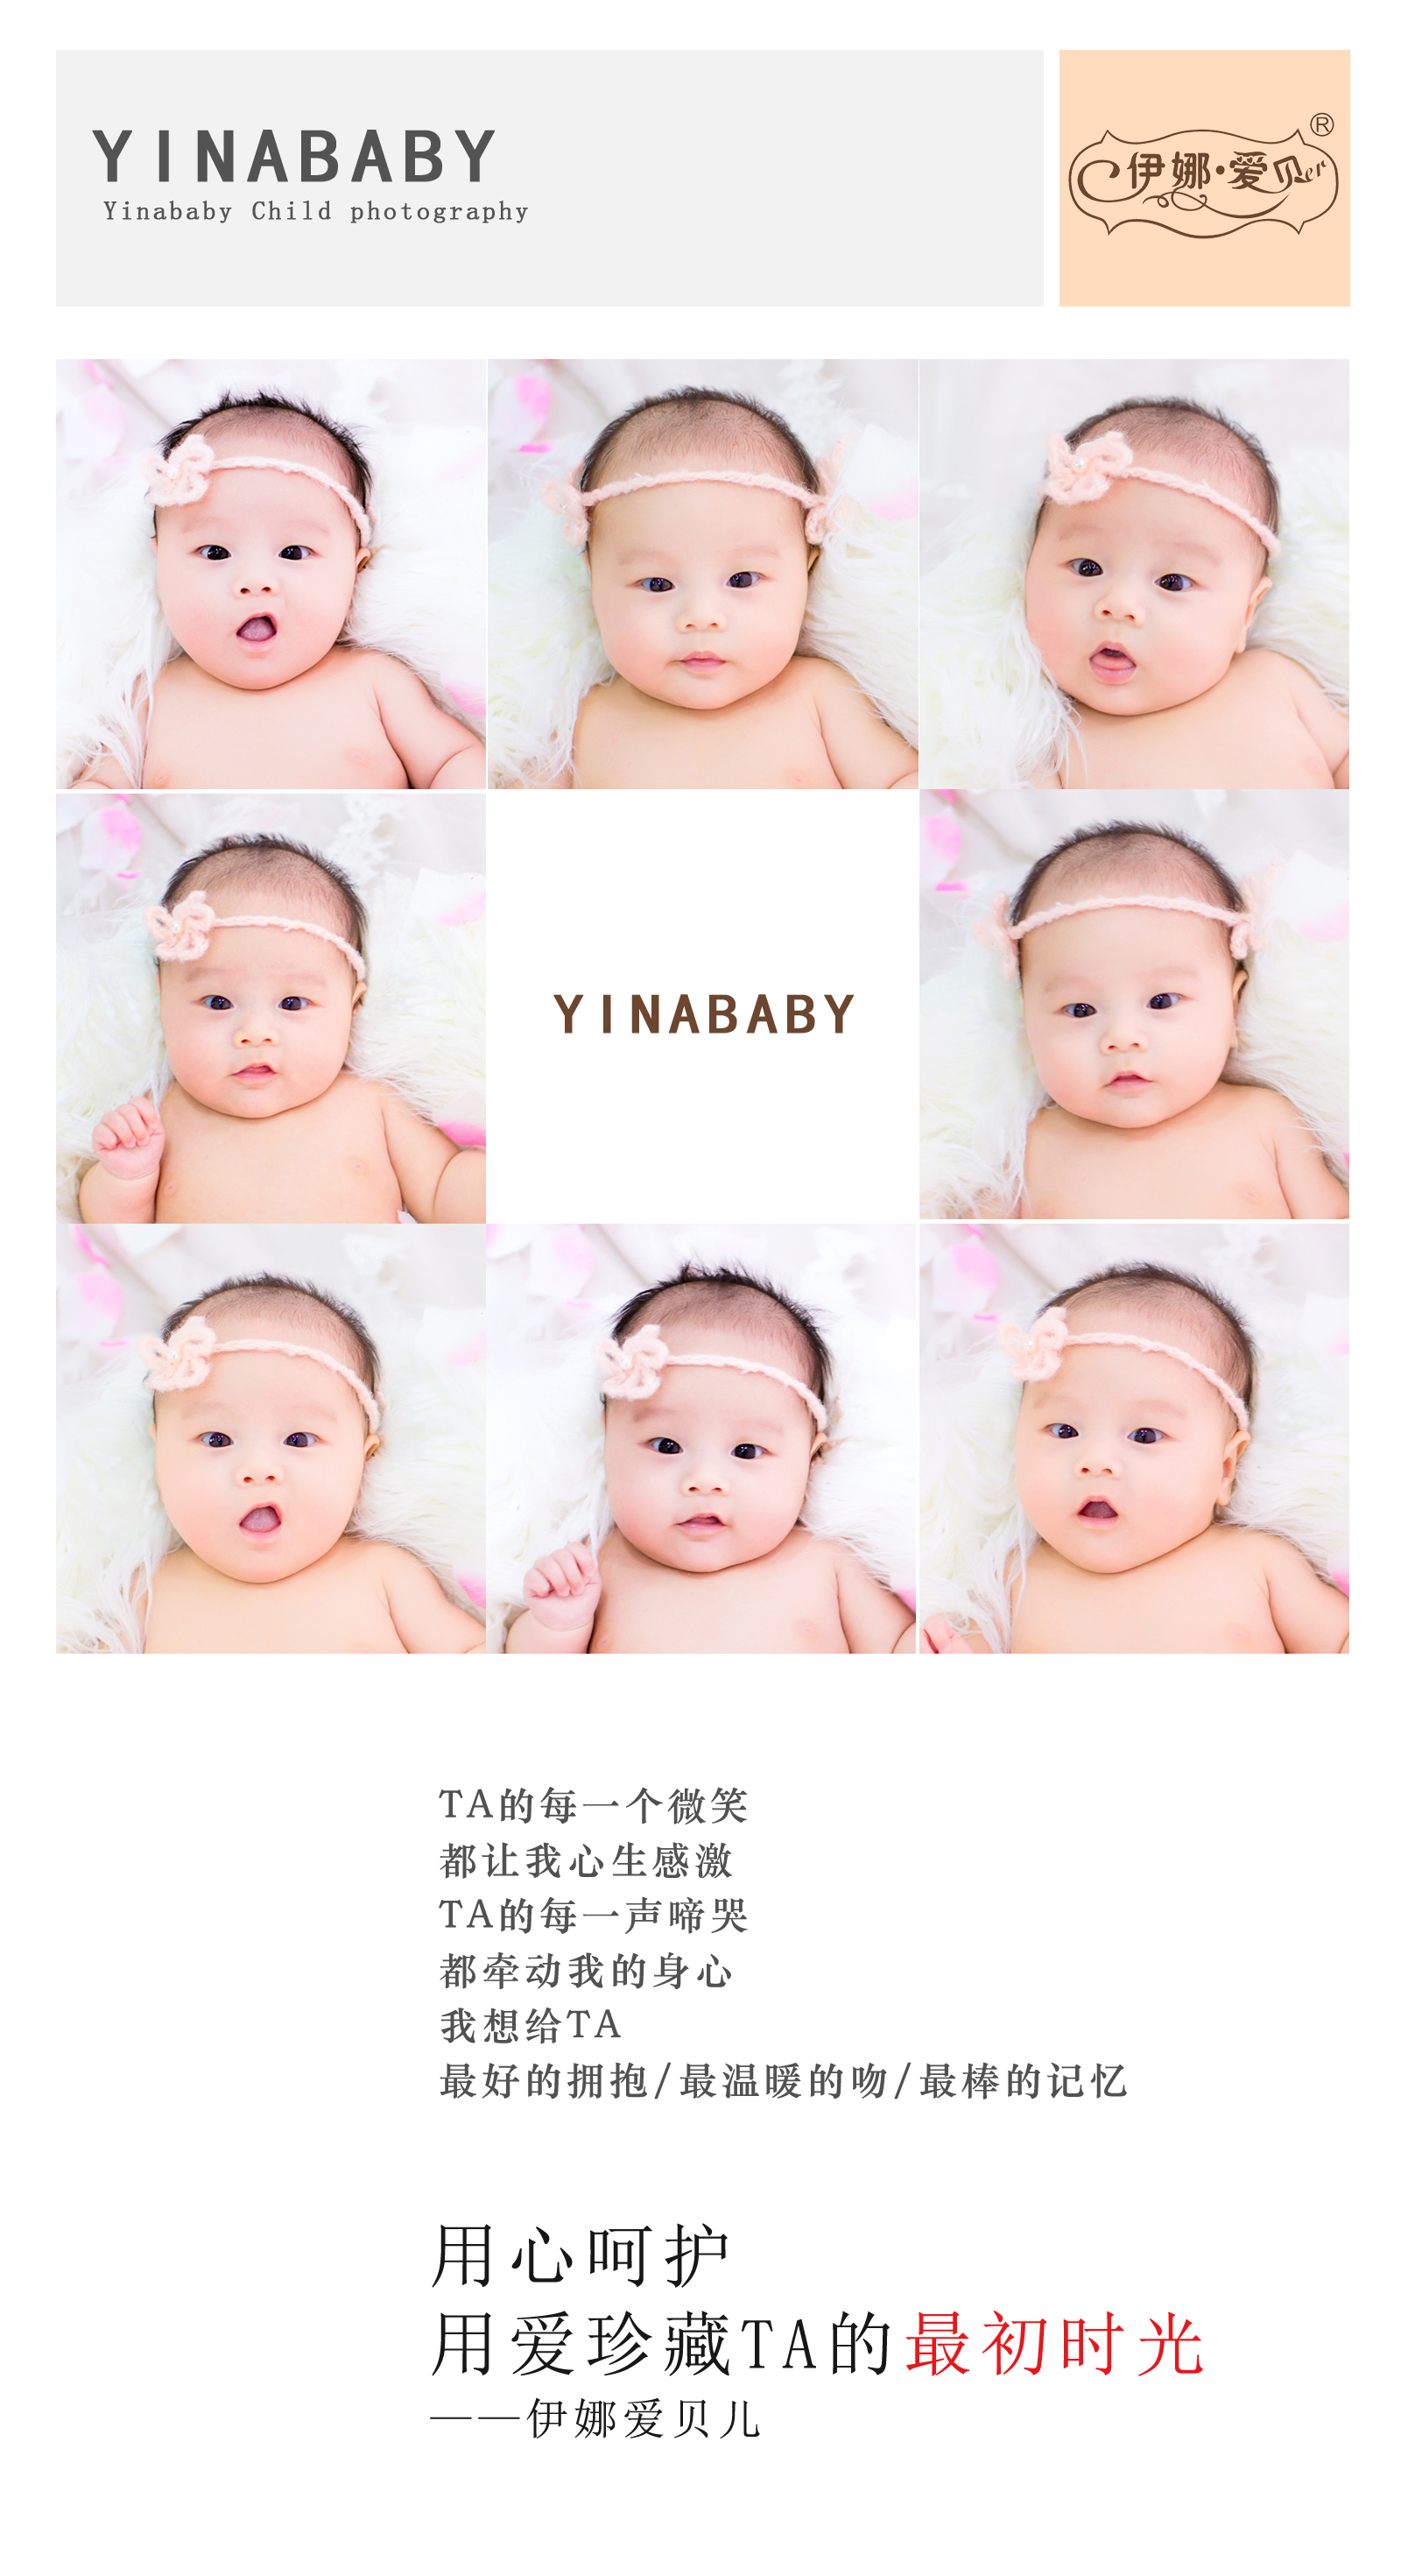 YINABABY
Yinababy Child photography
®
伊娜·爱贝er
YINABABY
TA的每一个微笑
都让我心生感激
TA的每一声啼哭
都牵动我的身心
我想给TA
最好的拥抱/最温暖的吻/最棒的记忆
用心呵护
用爱珍藏TA的最初时光
——伊娜爱贝儿